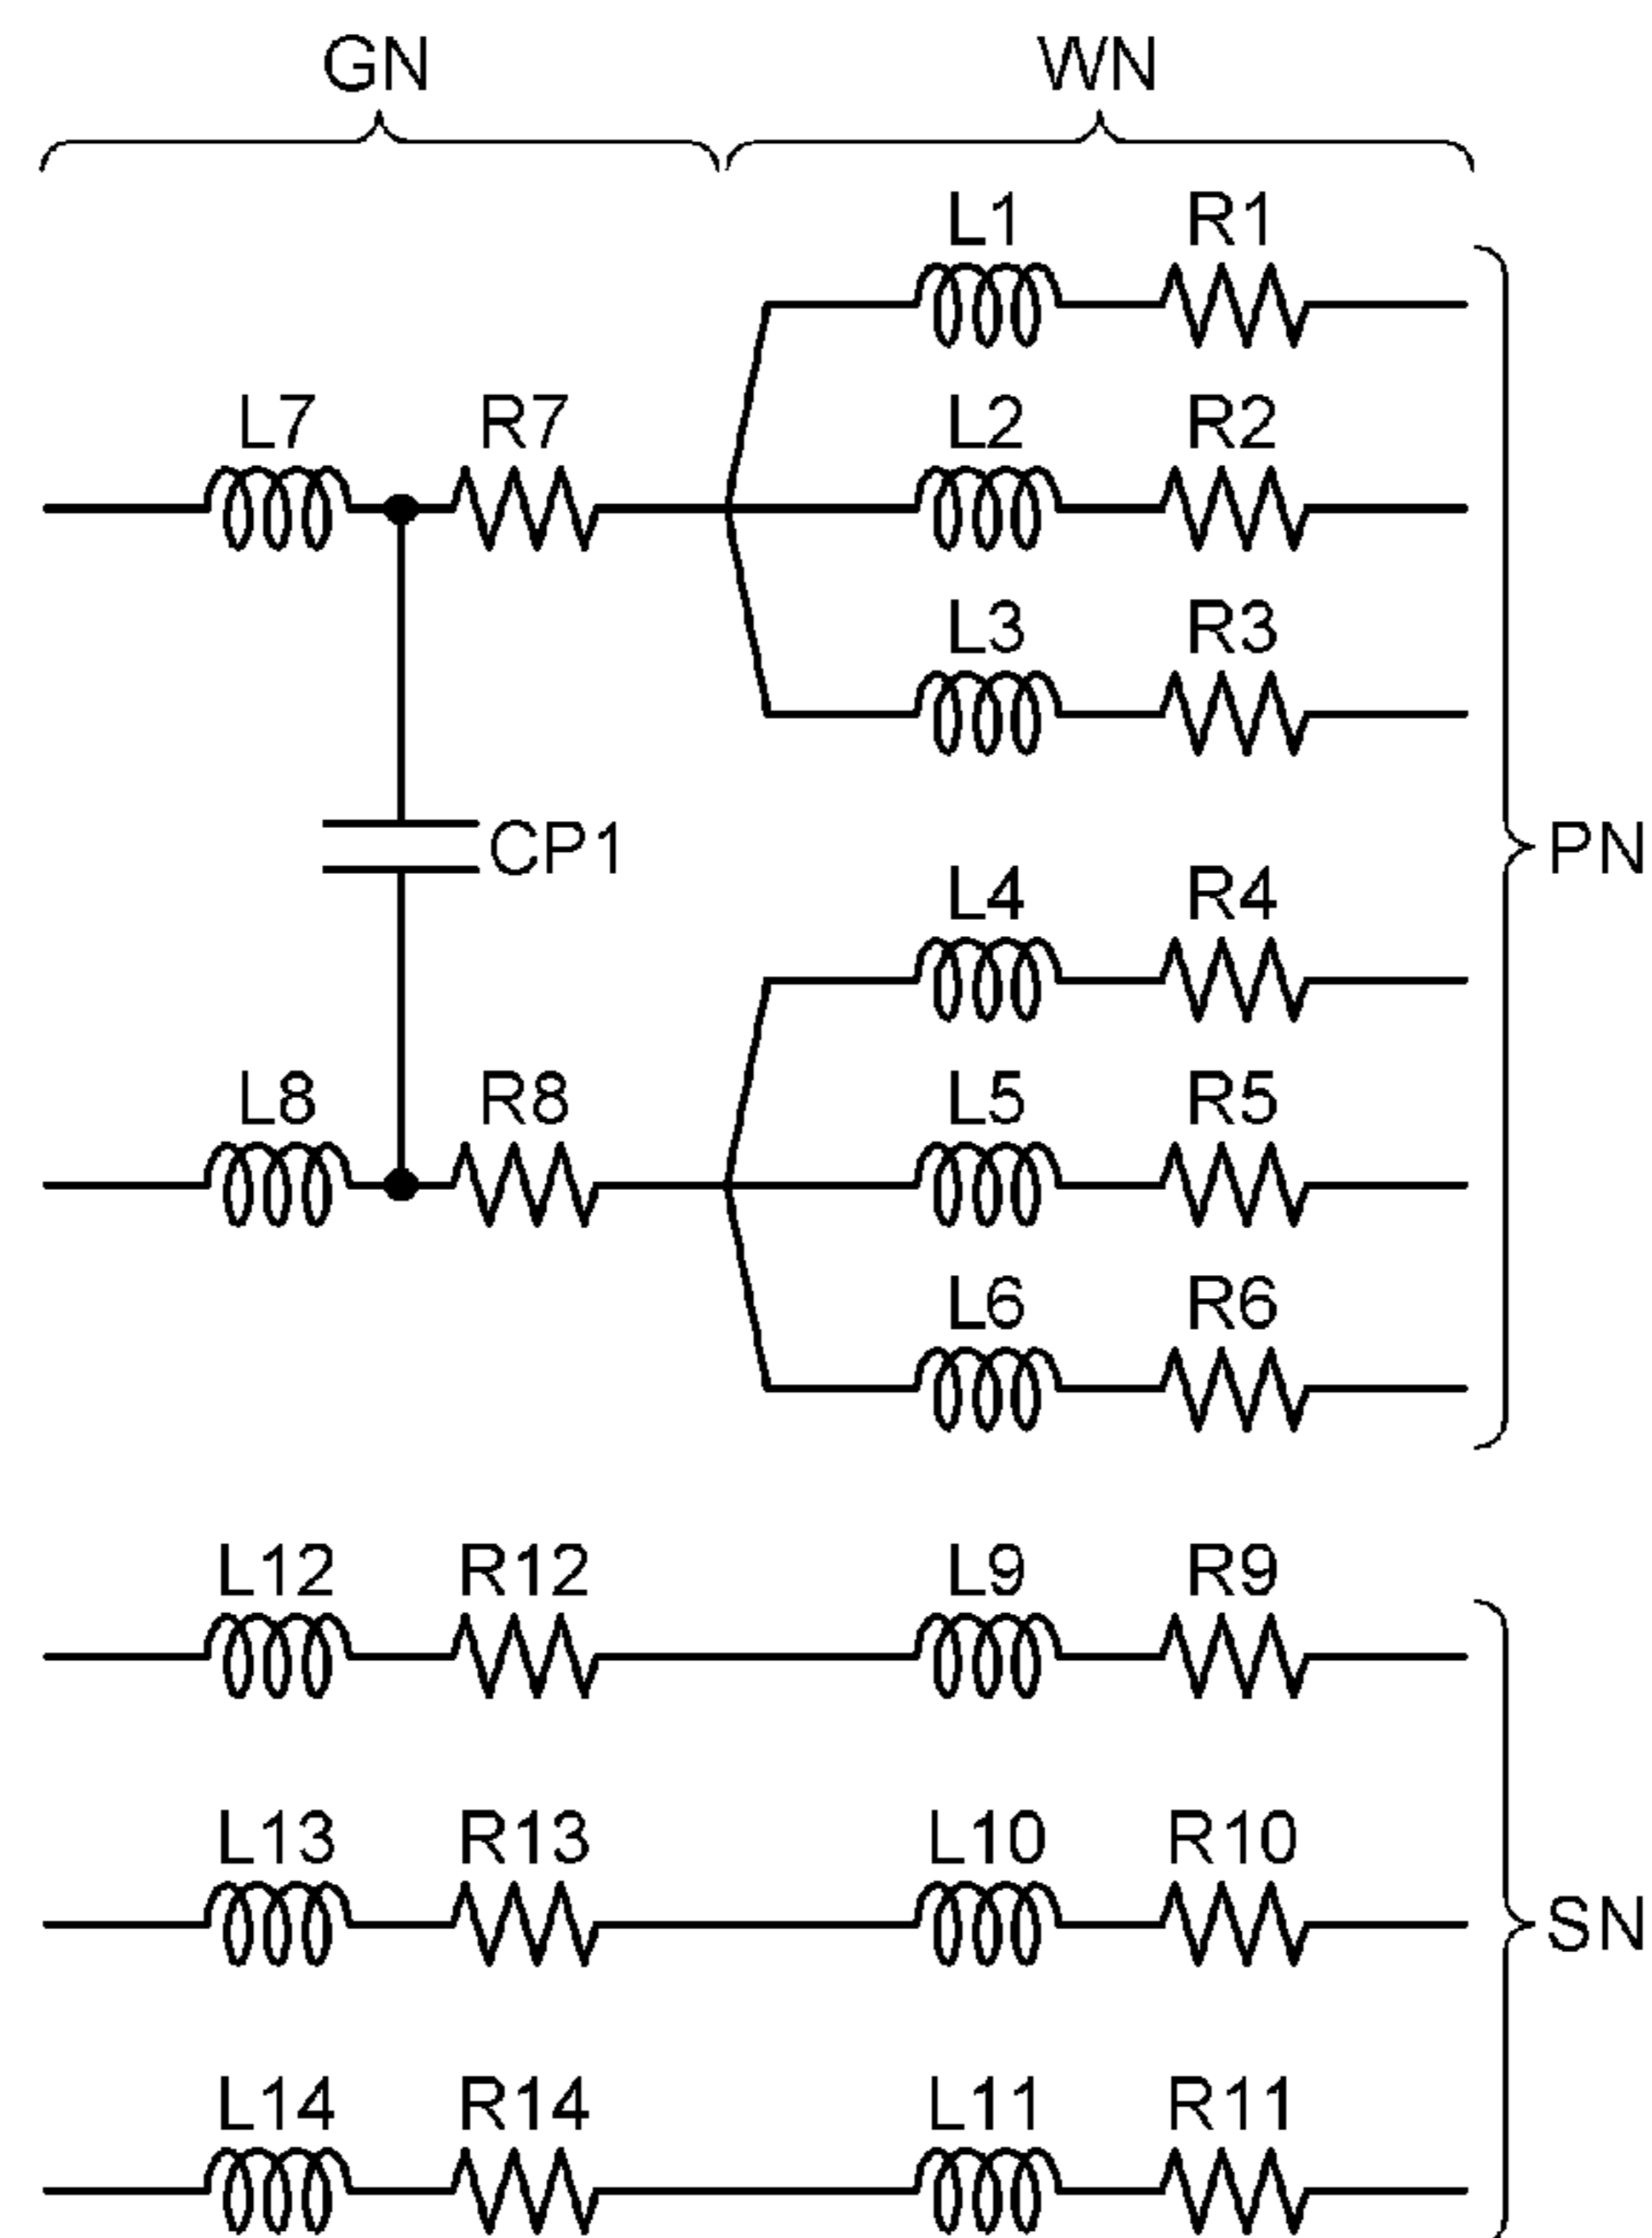 GN WN
L1 R1
L7 R7 L2 R2
L3 R3
CP1 PN
L4 R4
L8 R8 L5 R5
L6 R6
L12 R12 L9 R9
L13 R13 L10 R10
SN
L14 R14 L11 R11